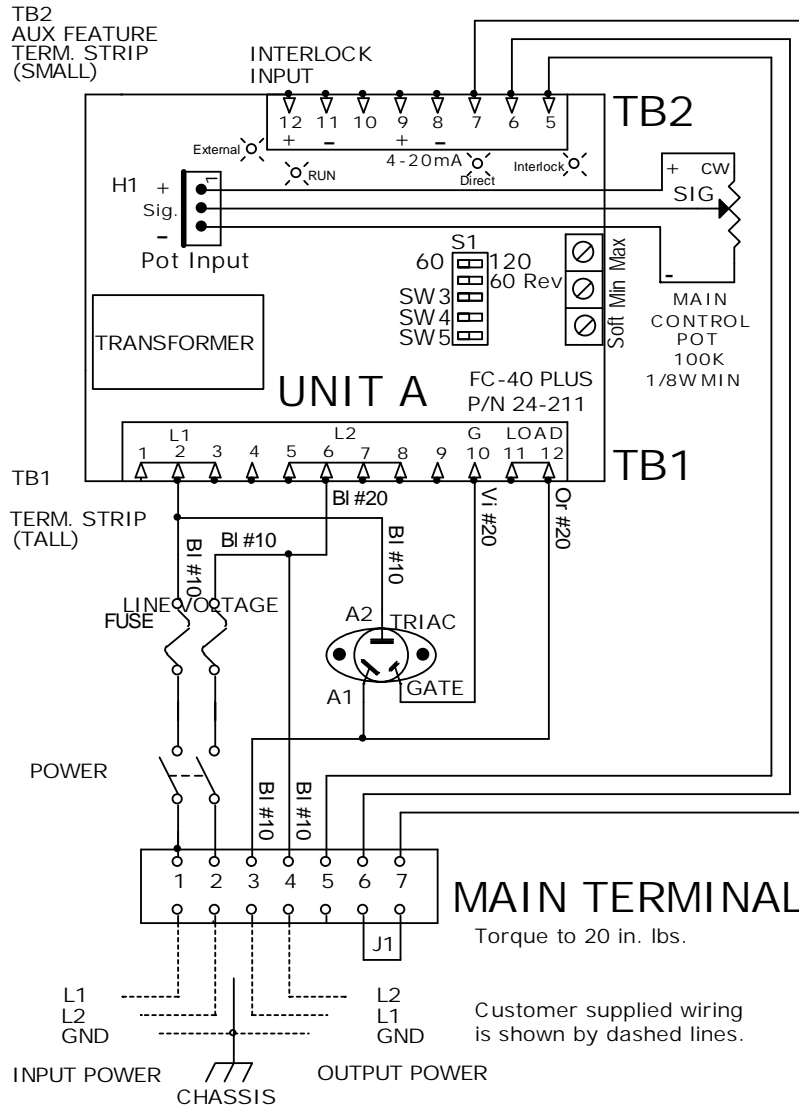 TB2
AUX FEATURE
TERM. STRIP
(SMALL)
INTERLOCK
INPUT
12 11 10 9 8 7 6 5
+ - + -
4-20mA
TB2
External
RUN
Direct
Interlock
H1
+
Sig.
-
1
Pot Input
+ CW
SIG
-
MAIN
CONTROL
POT
100K
1/8W MIN
S1
60 120
60 Rev
SW3
SW4
SW5
Soft Min Max
TRANSFORMER
UNIT A
FC-40 PLUS
P/N 24-211
L1 L2 G LOAD
1 2 3 4 5 6 7 8 9 10 11 12
TB1
TB1
TERM. STRIP
(TALL)
Bl #20
Bl #10
Bl #10
Bl #10
Vi #20
Or #20
LINE VOLTAGE
FUSE
A2 TRIAC
A1 GATE
POWER
Bl #10
Bl #10
1 2 3 4 5 6 7
J1
MAIN TERMINAL
Torque to 20 in. lbs.
L1
L2
GND
L2
L1
GND
Customer supplied wiring
is shown by dashed lines.
INPUT POWER
CHASSIS
OUTPUT POWER